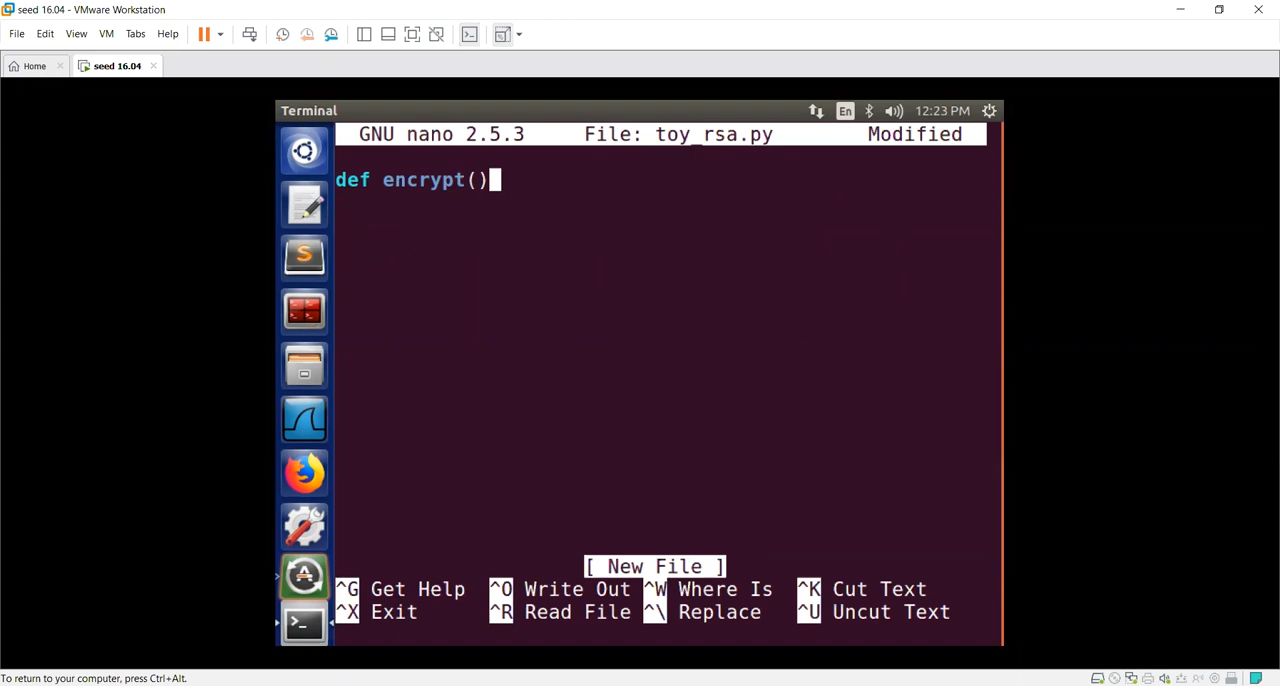 seed 16.04 - VMware Workstation
File Edit View VM Tabs Help
Home seed 16.04
Terminal En 12:23 PM
GNU nano 2.5.3 File: toy_rsa.py Modified
def encrypt()
[ New File ]
^G Get Help ^O Write Out ^W Where Is ^K Cut Text
^X Exit ^R Read File ^\ Replace ^U Uncut Text
To return to your computer, press Ctrl+Alt.